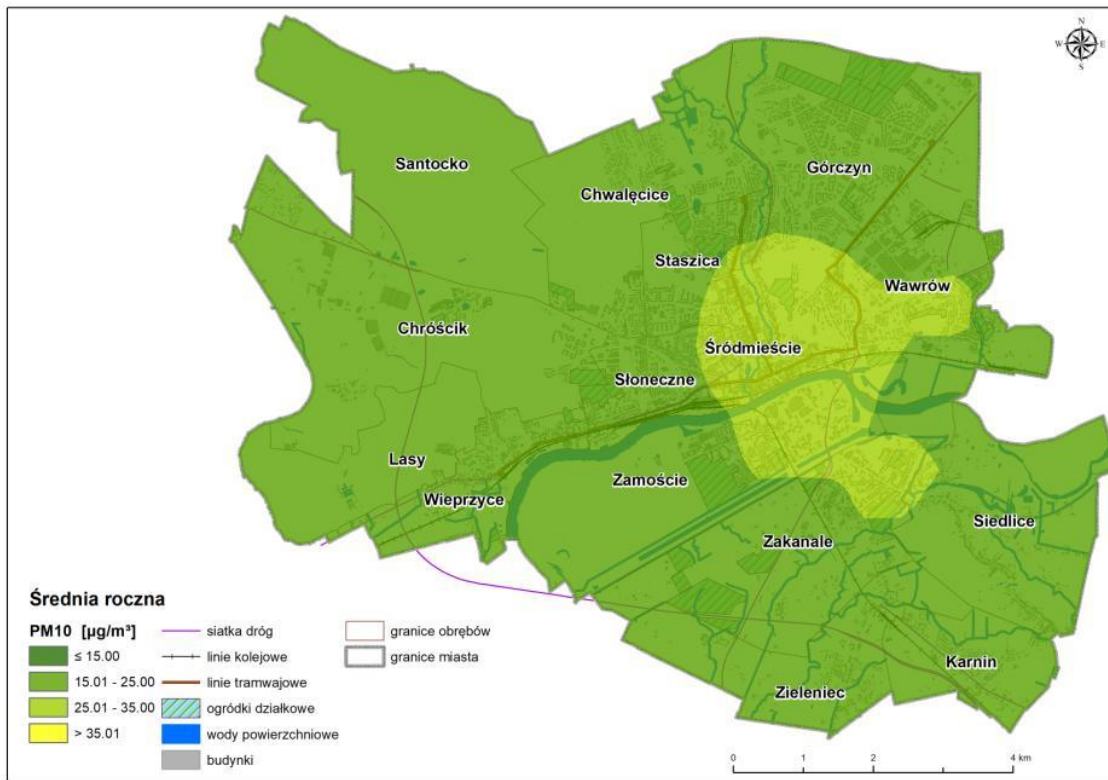 N
W E
S
Santocko
Górczyn
Chwalęcice
Staszica
Wawrów
Chróścik
Śródmieście
Słoneczne
Lasy
Zamoście
Wieprzyce
Siedlice
Zakanale
Karnin
Zieleniec
Średnia roczna
PM10 [µg/m³]
≤ 15.00
15.01 - 25.00
25.01 - 35.00
> 35.01
siatka dróg
linie kolejowe
linie tramwajowe
ogródki działkowe
wody powierzchniowe
budynki
granice obrębów
granice miasta
0 1 2 4 km